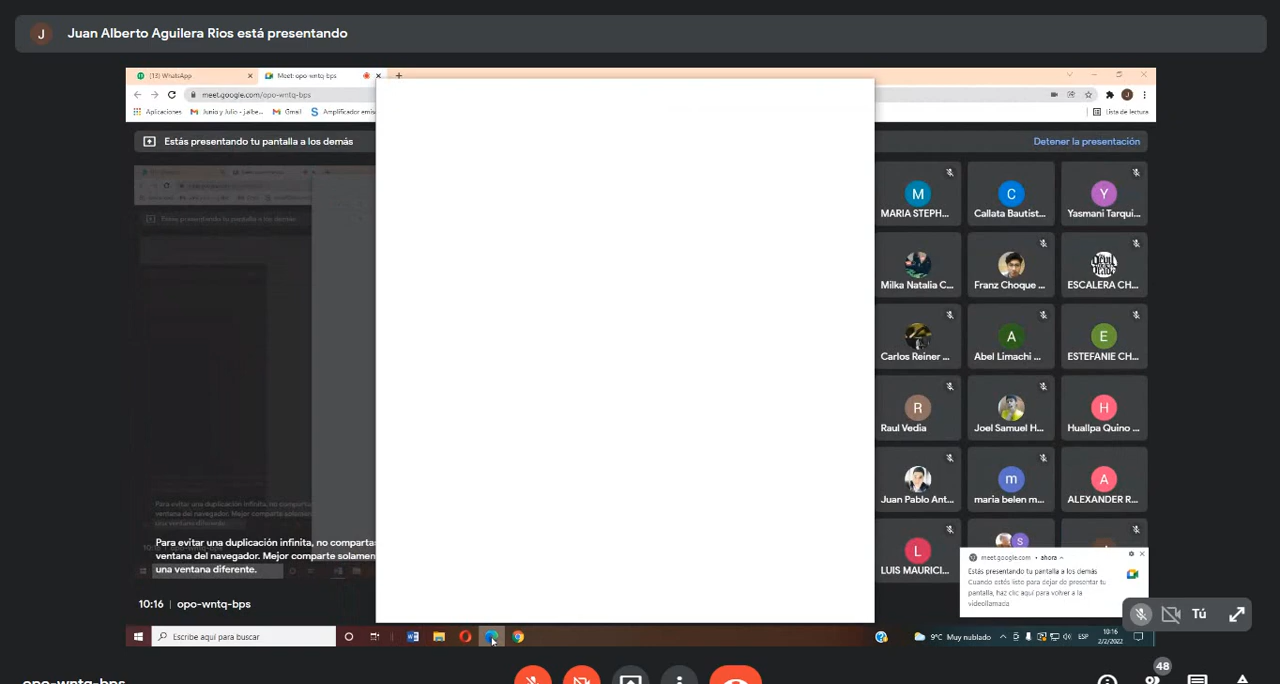 J Juan Alberto Aguilera Rios está presentando
(13) WhatsApp
Meet: opo-wntq-bps
meet.google.com/opo-wntq-bps
Aplicaciones
Junio y Julio - jalbe...
Gmail
Amplificador emis
Lista de lectura
Estás presentando tu pantalla a los demás
Detener la presentación
M C Y
MARIA STEPH... Callata Bautist... Yasmani Tarqui...
Milka Natalia C... Franz Choque ... ESCALERA CH...
A E
Carlos Reiner ... Abel Limachi ... ESTEFANIE CH...
R H
Raul Vedia Joel Samuel H... Huallpa Quino ...
m A
Juan Pablo Ant... maria belen m... ALEXANDER R...
L S
LUIS MAURICI...
Para evitar una duplicación infinita, no comparta
ventana del navegador. Mejor comparte solamen
una ventana diferente.
meet.google.com • ahora
Estás presentando tu pantalla a los demás
Cuando estés listo para dejar de presentar tu
pantalla, haz clic aquí para volver a la
videollamada
10:16 | opo-wntq-bps
Tú
Escribe aquí para buscar
9°C Muy nublado
ESP
10:16
2/2/2022
48
opo-wntq-bps